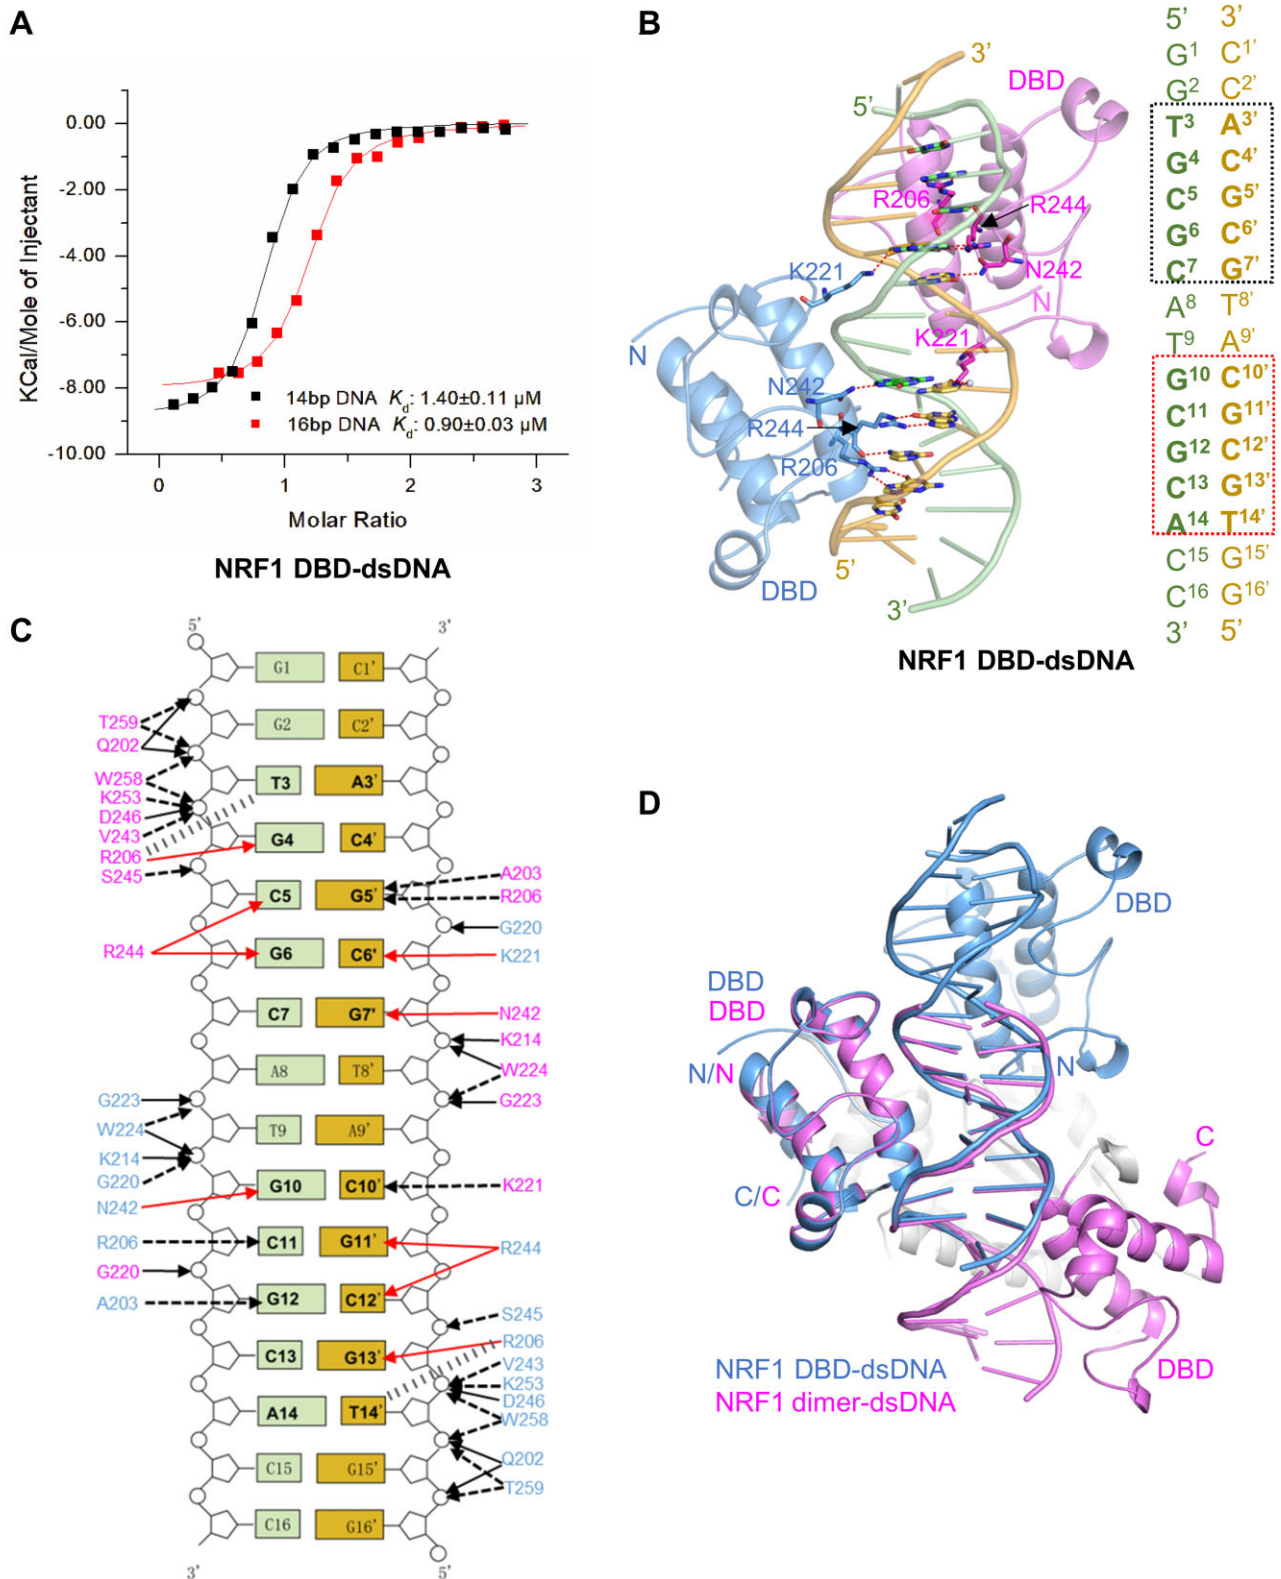 A
0.00
-2.00
-4.00
-6.00
-8.00
-10.00
KCal/Mole of Injectant
14bp DNA Kd: 1.40±0.11 µM
16bp DNA Kd: 0.90±0.03 µM
0 1 2 3
Molar Ratio
NRF1 DBD-dsDNA
B
3’
5’
DBD
R206
R244
K221
N242
N
K221
N
N242
R244
R206
5’
DBD
3’
5’ 3’
G1 C1’
G2 C2’
T3 A3’
G4 C4’
C5 G5’
G6 C6’
C7 G7’
A8 T8’
T9 A9’
G10 C10’
C11 G11’
G12 C12’
C13 G13’
A14 T14’
C15 G15’
C16 G16’
3’ 5’
NRF1 DBD-dsDNA
C
5’ 3’
G1 C1’
G2 C2’
T3 A3’
G4 C4’
C5 G5’
G6 C6’
C7 G7’
A8 T8’
T9 A9’
G10 C10’
C11 G11’
G12 C12’
C13 G13’
A14 T14’
C15 G15’
C16 G16’
3’ 5’
T259
Q202
W258
K253
D246
V243
R206
S245
R244
G223
W224
K214
G220
N242
R206
G220
A203
A203
R206
G220
K221
N242
K214
W224
G223
K221
R244
S245
R206
V243
K253
D246
W258
Q202
T259
D
DBD
DBD
DBD
N/N
N
C
C/C
DBD
NRF1 DBD-dsDNA
NRF1 dimer-dsDNA